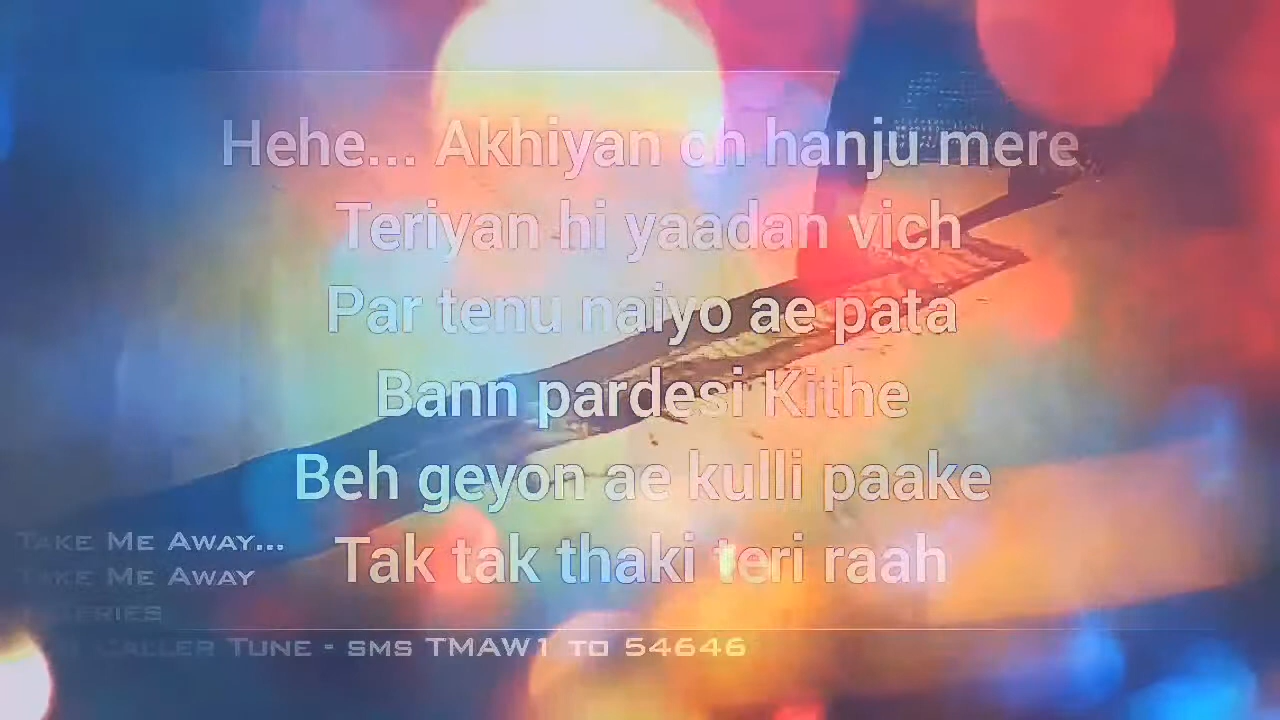 Hehe... Akhiyan ch hanju mere
Teriyan hi yaadan vich
Par tenu naiyo ae pata
Bann pardesi Kithe
Beh geyon ae kulli paake
Tak tak thaki teri raah
Take Me Away...
Take Me Away
Caller Tune - sms TMAW1 to 54646